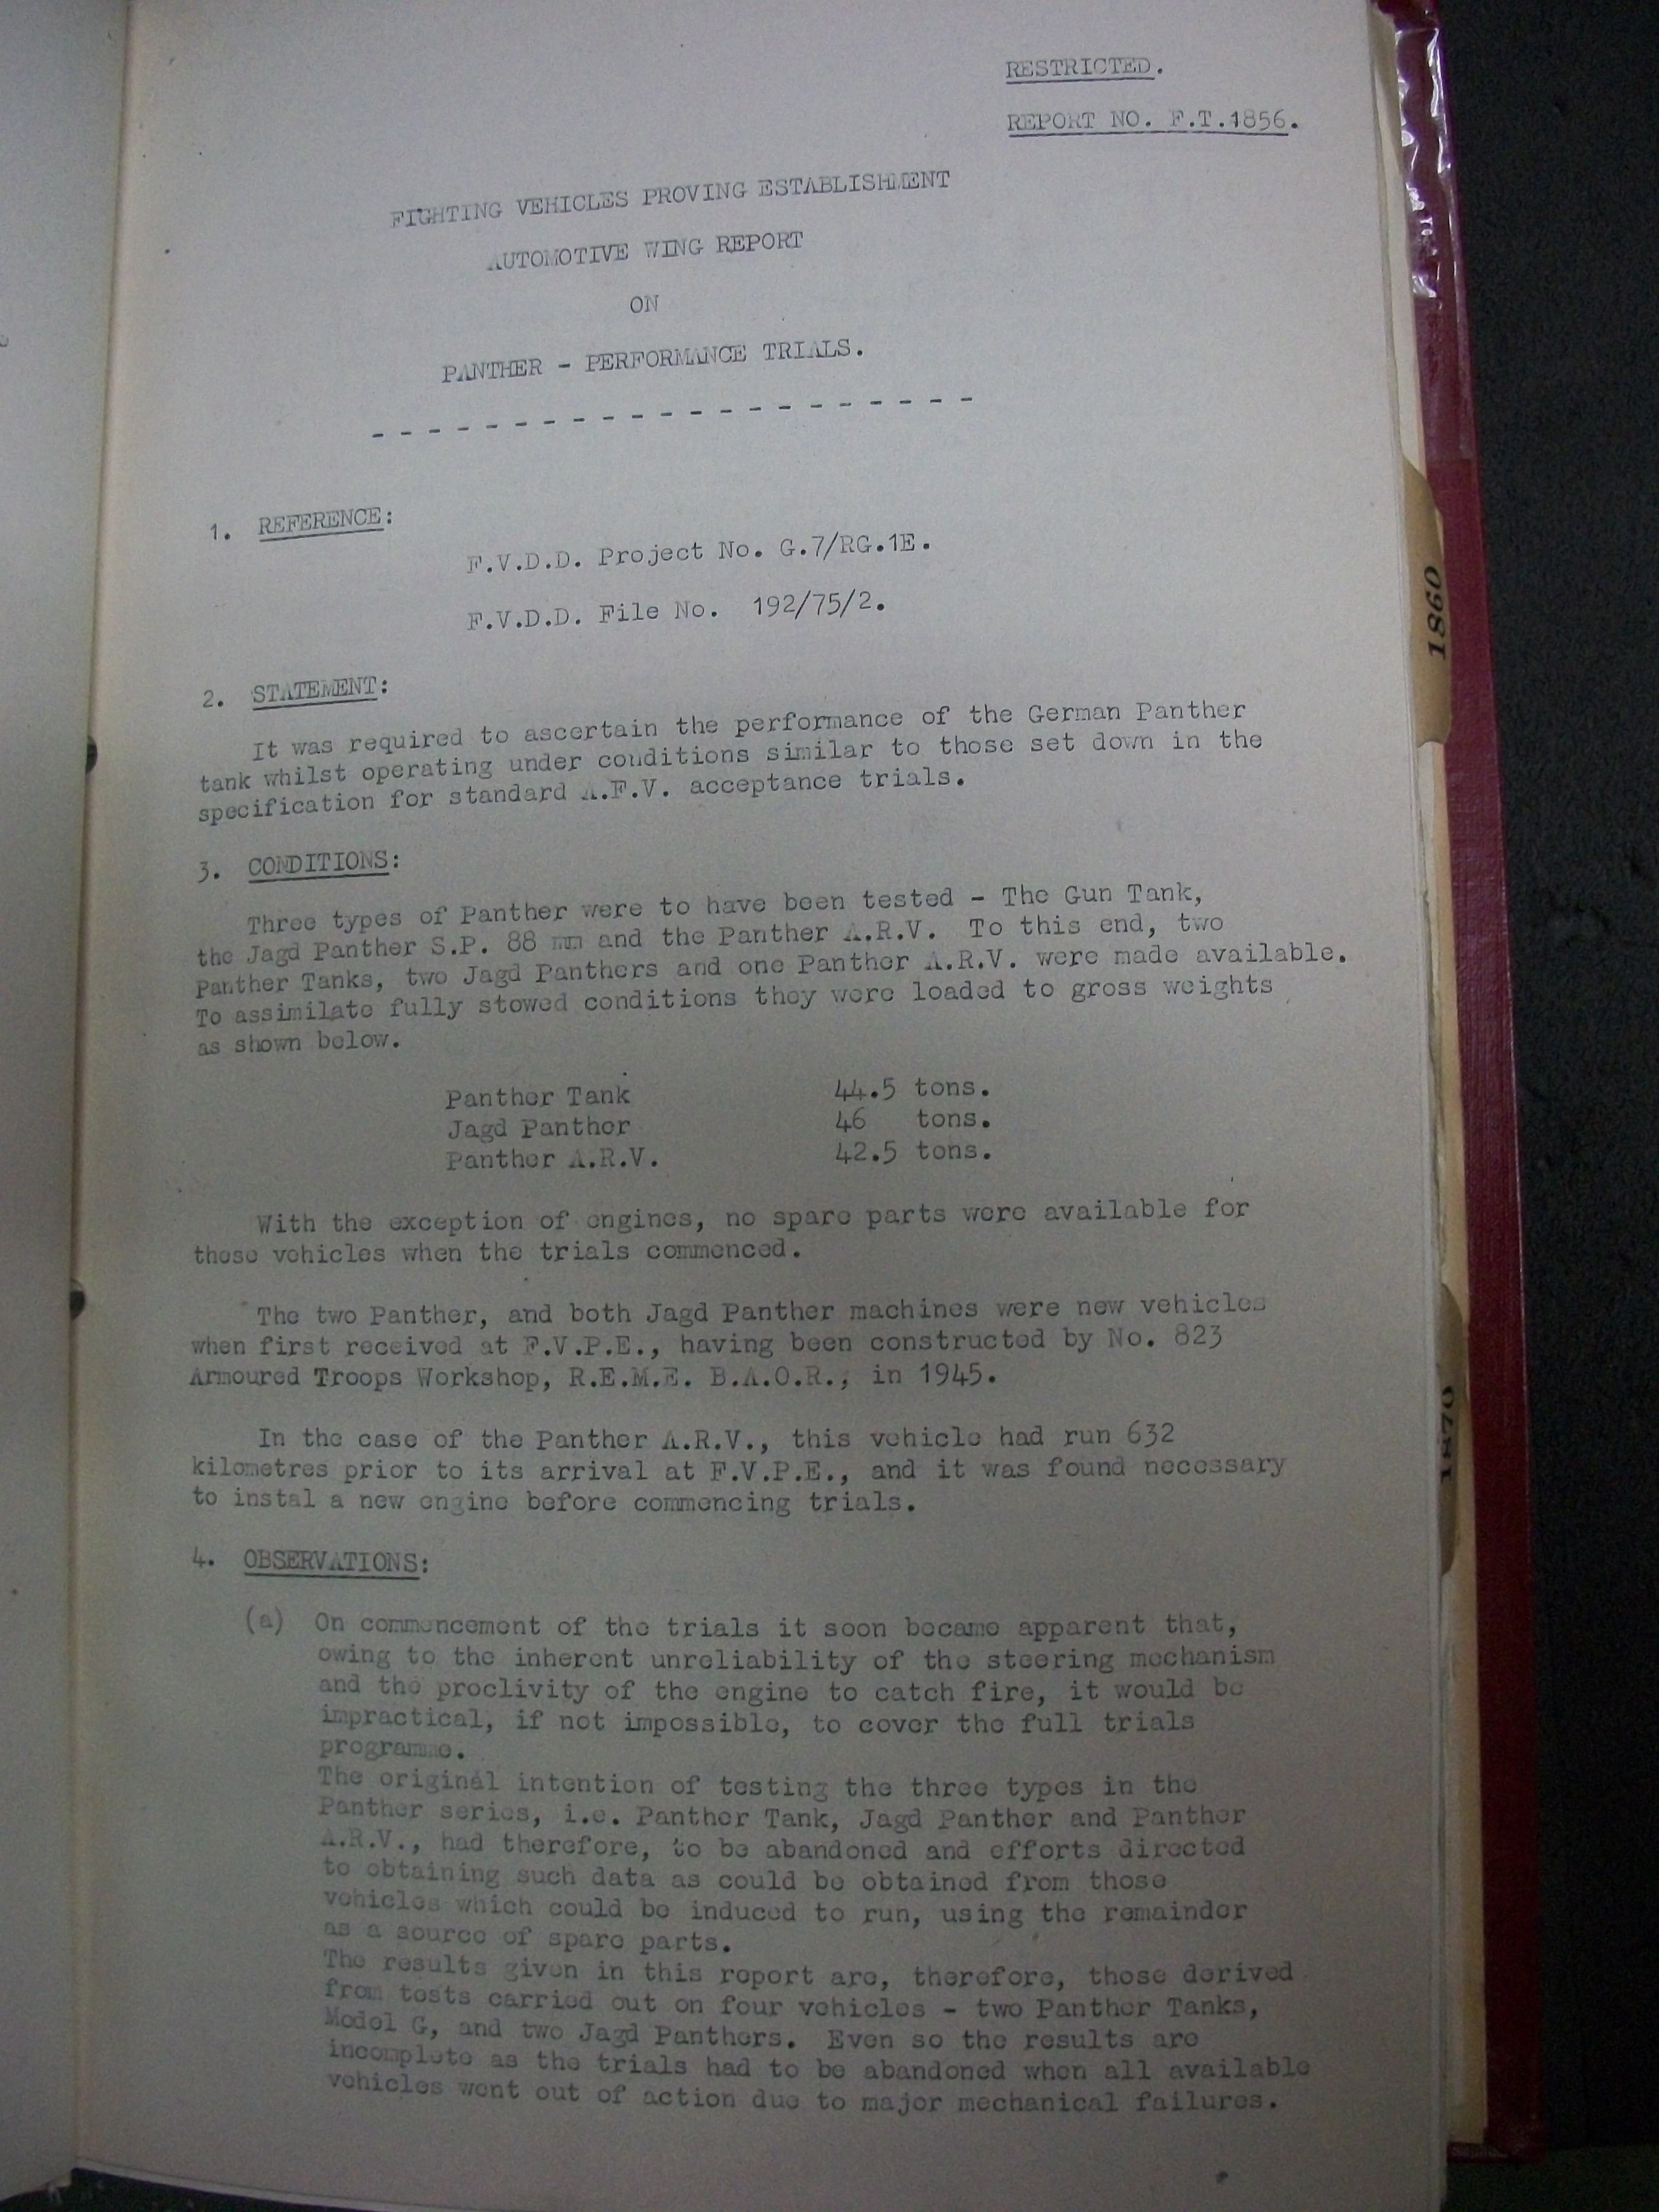 RESTRICTED.
REPORT NO. F.T.1856.
FIGHTING VEHICLES PROVING ESTABLISHMENT
AUTOMOTIVE WING REPORT
ON
PANTHER - PERFORMANCE TRIALS.
- - - - - - - - - - - - - - - - - - - - -
1. REFERENCE:
F.V.D.D. Project No. G.7/RG.1E.
F.V.D.D. File No. 192/75/2.
2. STATEMENT:
It was required to ascertain the performance of the German Panther
tank whilst operating under conditions similar to those set down in the
specification for standard A.F.V. acceptance trials.
3. CONDITIONS:
Three types of Panther were to have been tested - The Gun Tank,
the Jagd Panther S.P. 88 mm and the Panther A.R.V. To this end, two
Panther Tanks, two Jagd Panthers and one Panther A.R.V. were made available.
To assimilate fully stowed conditions they were loaded to gross weights
as shown below.
Panther Tank 44.5 tons.
Jagd Panther 46 tons.
Panther A.R.V. 42.5 tons.
With the exception of engines, no spare parts were available for
these vehicles when the trials commenced.
The two Panther, and both Jagd Panther machines were new vehicles
when first received at F.V.P.E., having been constructed by No. 823
Armoured Troops Workshop, R.E.M.E. B.A.O.R., in 1945.
In the case of the Panther A.R.V., this vehicle had run 632
kilometres prior to its arrival at F.V.P.E., and it was found necessary
to instal a new engine before commencing trials.
4. OBSERVATIONS:
(a) On commencement of the trials it soon became apparent that,
owing to the inherent unreliability of the steering mechanism
and the proclivity of the engine to catch fire, it would be
impractical, if not impossible, to cover the full trials
programme.
The original intention of testing the three types in the
Panther series, i.e. Panther Tank, Jagd Panther and Panther
A.R.V., had therefore, to be abandoned and efforts directed
to obtaining such data as could be obtained from those
vehicles which could be induced to run, using the remainder
as a source of spare parts.
The results given in this report are, therefore, those derived
from tests carried out on four vehicles - two Panther Tanks,
Model G, and two Jagd Panthers. Even so the results are
incomplete as the trials had to be abandoned when all available
vehicles went out of action due to major mechanical failures.
1860
1870